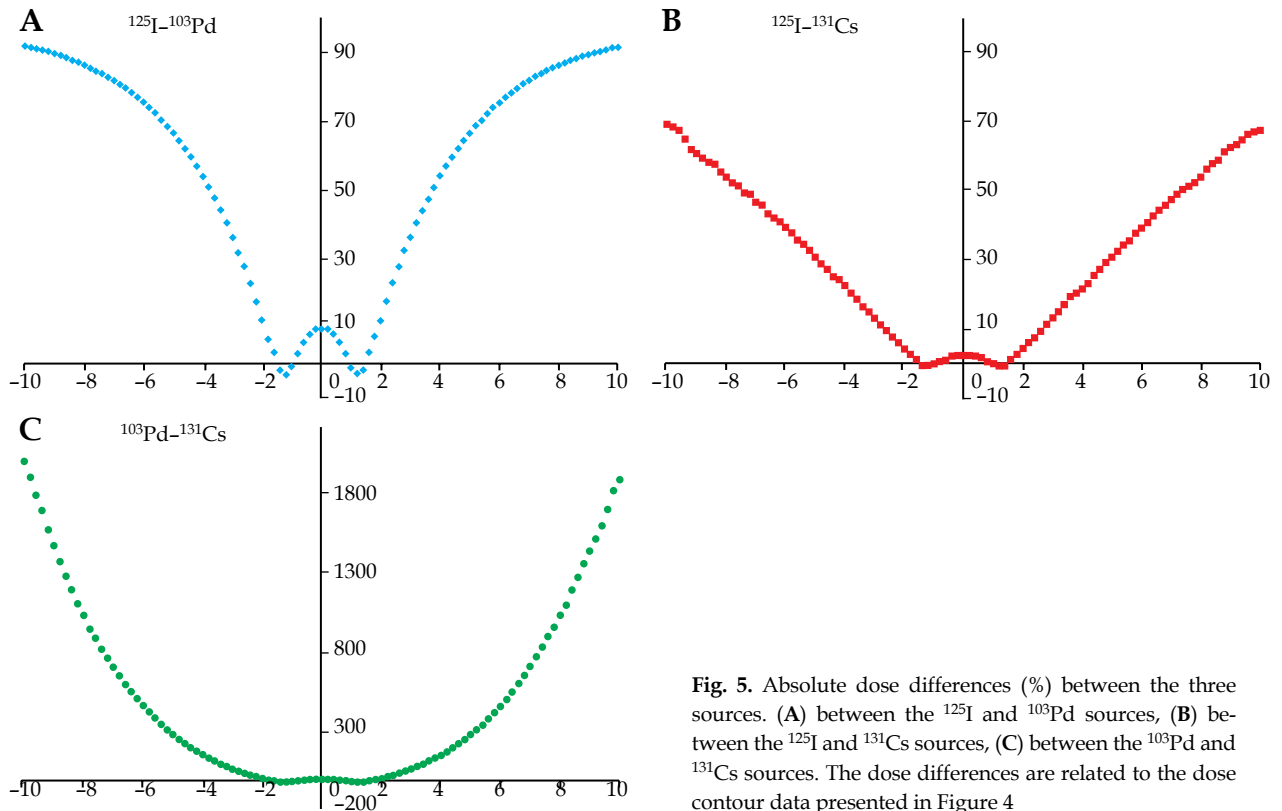 A
¹²⁵I–¹⁰³Pd
90
70
50
30
10
–10 –8 –6 –4 –2 0 2 4 6 8 10
–10
B
¹²⁵I–¹³¹Cs
90
70
50
30
10
–10 –8 –6 –4 –2 0 2 4 6 8 10
–10
C
¹⁰³Pd–¹³¹Cs
1800
1300
800
300
–10 –8 –6 –4 –2 0 2 4 6 8 10
–200
Fig. 5. Absolute dose differences (%) between the three
sources. (A) between the ¹²⁵I and ¹⁰³Pd sources, (B) be-
tween the ¹²⁵I and ¹³¹Cs sources, (C) between the ¹⁰³Pd and
¹³¹Cs sources. The dose differences are related to the dose
contour data presented in Figure 4